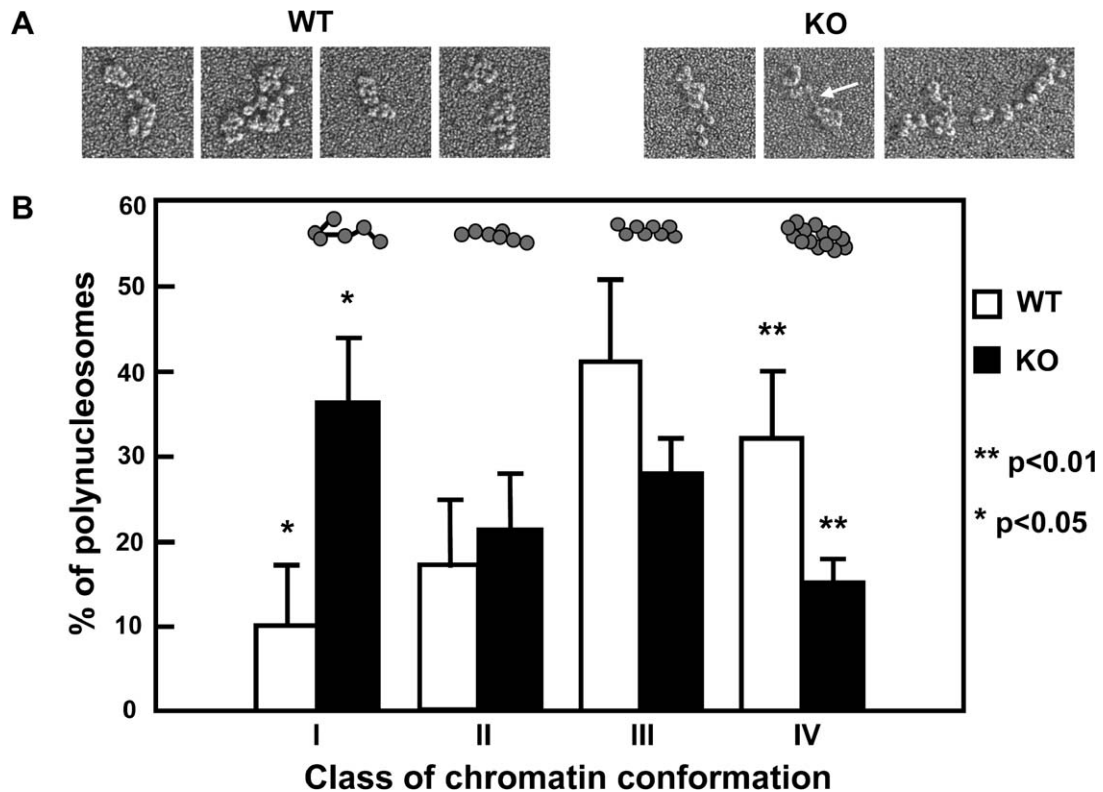 A
WT
KO
B
% of polynucleosomes
60
50
40
30
20
10
0
*
*
**
**
WT
KO
** p<0.01
* p<0.05
I
II
III
IV
Class of chromatin conformation